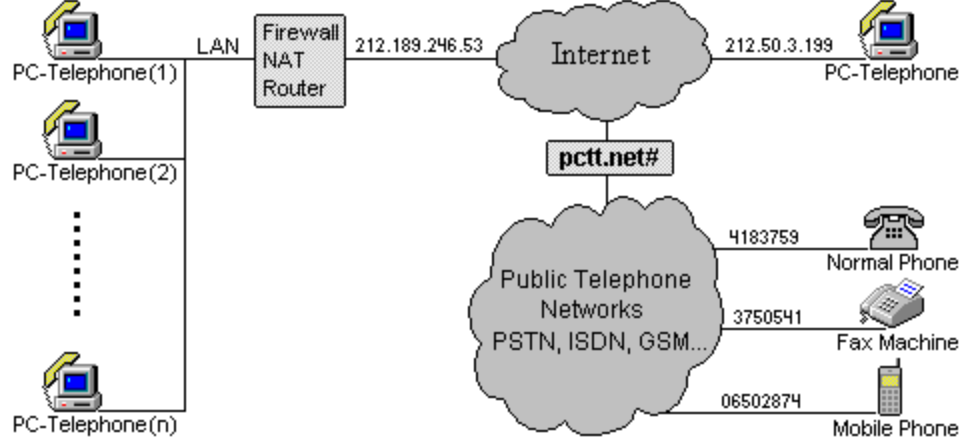 LAN
Firewall
NAT
Router
212.189.246.53
Internet
212.50.3.199
PC-Telephone(1)
PC-Telephone
pctt.net#
PC-Telephone(2)
4183759
Normal Phone
Public Telephone
Networks
PSTN, ISDN, GSM...
3750541
Fax Machine
06502874
PC-Telephone(n)
Mobile Phone